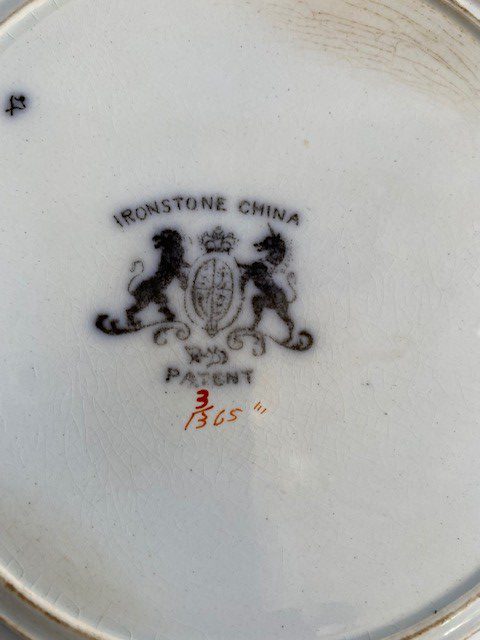 IRONSTONE CHINA
PATENT
3
1365 '''